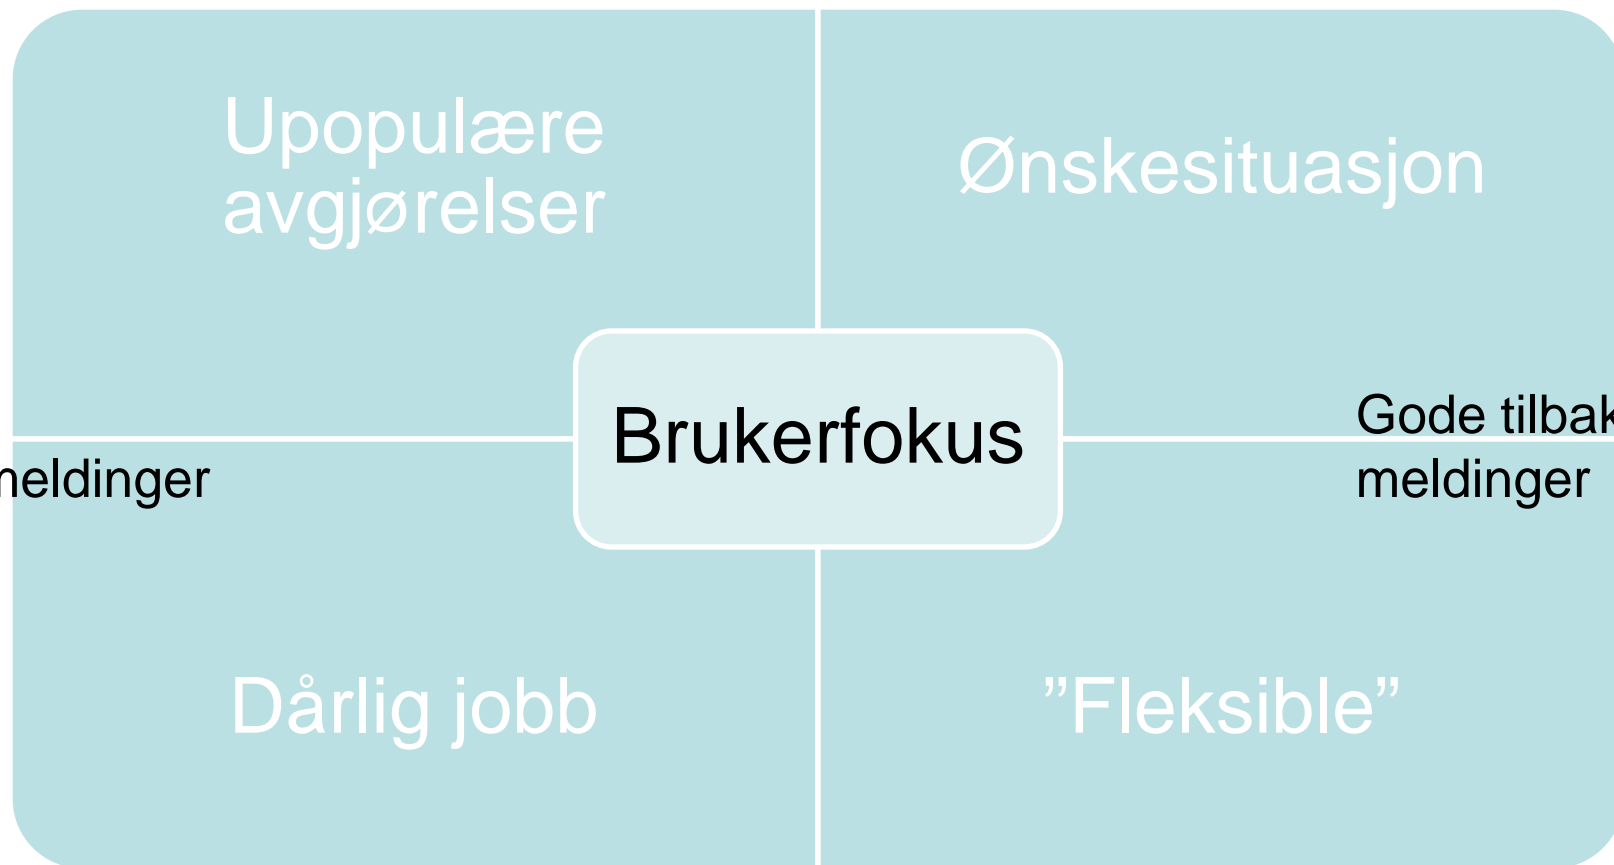 Upopulære
avgjørelser
Ønskesituasjon
Brukerfokus
Gode tilbak
meldinger
meldinger
Dårlig jobb
”Fleksible”